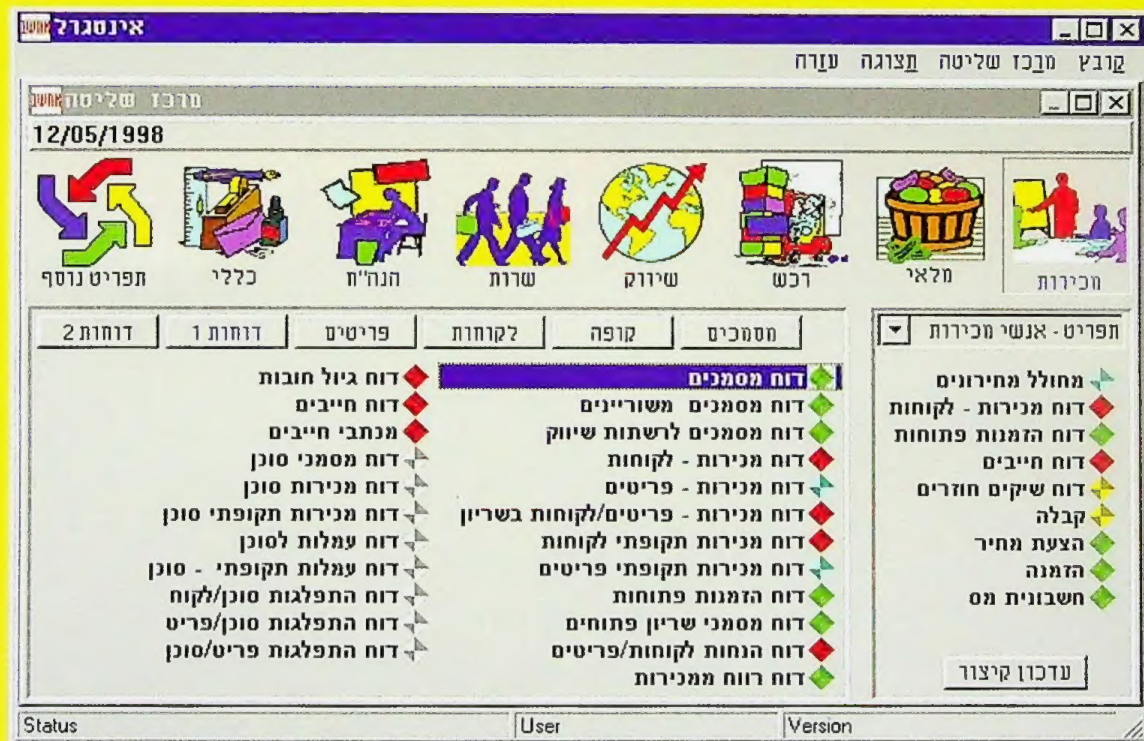 אינטגרל
קובץ מרכז שליטה תצוגה עזרה
מרכז שליטה
12/05/1998
מכירות מלאי רכש שיווק שרות הנה"ח כללי תפריט נוסף
תפריט - אנשי מכירות
מחולל מחירונים
דוח מכירות - לקוחות
דוח הזמנות פתוחות
דוח חייבים
דוח שיקים חוזרים
קבלה
הצעת מחיר
הזמנה
חשבונית מס
עדכון קיצור
מסמכים קופה לקוחות פריטים דוחות 1 דוחות 2
דוח מסמכים
דוח מסמכים משוריינים
דוח מסמכים לרשתות שיווק
דוח מכירות - לקוחות
דוח מכירות - פריטים
דוח מכירות - פריטים/לקוחות בשריון
דוח מכירות תקופתי לקוחות
דוח מכירות תקופתי פריטים
דוח הזמנות פתוחות
דוח מסמכי שריון פתוחים
דוח הנחות לקוחות/פריטים
דוח רווח ממכירות
דוח גיול חובות
דוח חייבים
מכתבי חייבים
דוח מסמכי סוכן
דוח מכירות סוכן
דוח מכירות תקופתי סוכן
דוח עמלות לסוכן
דוח עמלות תקופתי - סוכן
דוח התפלגות סוכן/לקוח
דוח התפלגות סוכן/פריט
דוח התפלגות פריט/סוכן
Status User Version